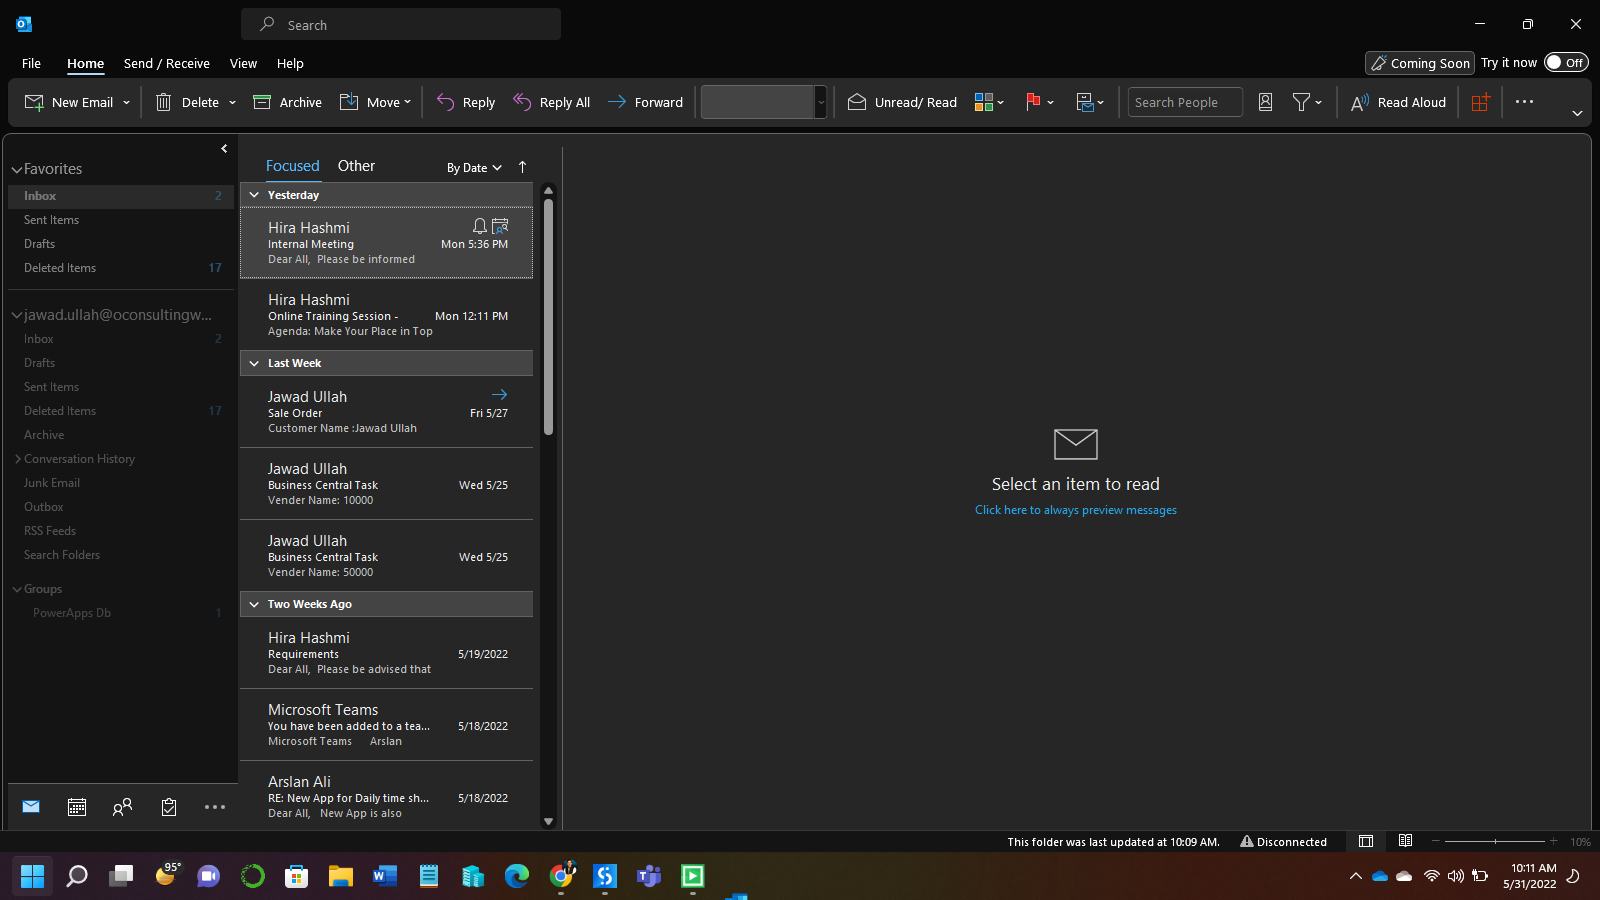 Search
File Home Send / Receive View Help
Coming Soon Try it now Off
New Email Delete Archive Move Reply Reply All Forward Unread/ Read Search People Read Aloud
Favorites
Inbox 2
Sent Items
Drafts
Deleted Items 17
jawad.ullah@oconsultingw...
Inbox 2
Drafts
Sent Items
Deleted Items 17
Archive
Conversation History
Junk Email
Outbox
RSS Feeds
Search Folders
Groups
PowerApps Db 1
Focused Other By Date
Yesterday
Hira Hashmi
Internal Meeting Mon 5:36 PM
Dear All, Please be informed
Hira Hashmi
Online Training Session - Mon 12:11 PM
Agenda: Make Your Place in Top
Last Week
Jawad Ullah
Sale Order Fri 5/27
Customer Name :Jawad Ullah
Jawad Ullah
Business Central Task Wed 5/25
Vender Name: 10000
Jawad Ullah
Business Central Task Wed 5/25
Vender Name: 50000
Two Weeks Ago
Hira Hashmi
Requirements 5/19/2022
Dear All, Please be advised that
Microsoft Teams
You have been added to a tea... 5/18/2022
Microsoft Teams Arslan
Arslan Ali
RE: New App for Daily time sh... 5/18/2022
Dear All, New App is also
Select an item to read
Click here to always preview messages
This folder was last updated at 10:09 AM. Disconnected 10%
95°
10:11 AM
5/31/2022